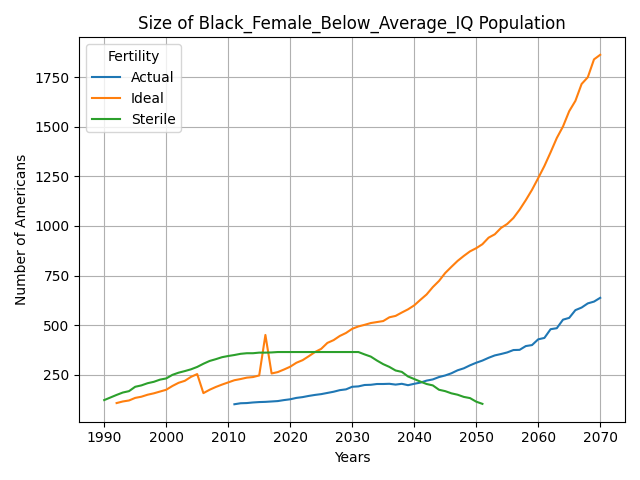 Size of Black_Female_Below_Average_IQ Population
Fertility
Actual
Ideal
Sterile
Number of Americans
1750
1500
1250
1000
750
500
250
1990 2000 2010 2020 2030 2040 2050 2060 2070
Years